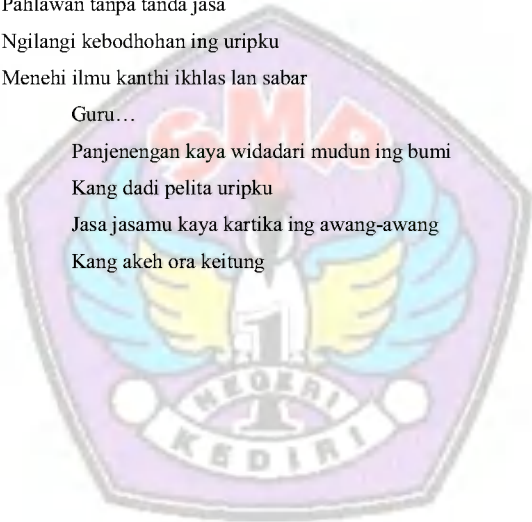 Pahlawan tanpa tanda jasa
Ngilangi kebodhohan ing uripku
Menehi ilmu kanthi ikhlas lan sabar
Guru…
Panjenengan kaya widadari mudun ing bumi
Kang dadi pelita uripku
Jasa jasamu kaya kartika ing awang-awang
Kang akeh ora keitung
SMP
1
NEGERI
KEDIRI